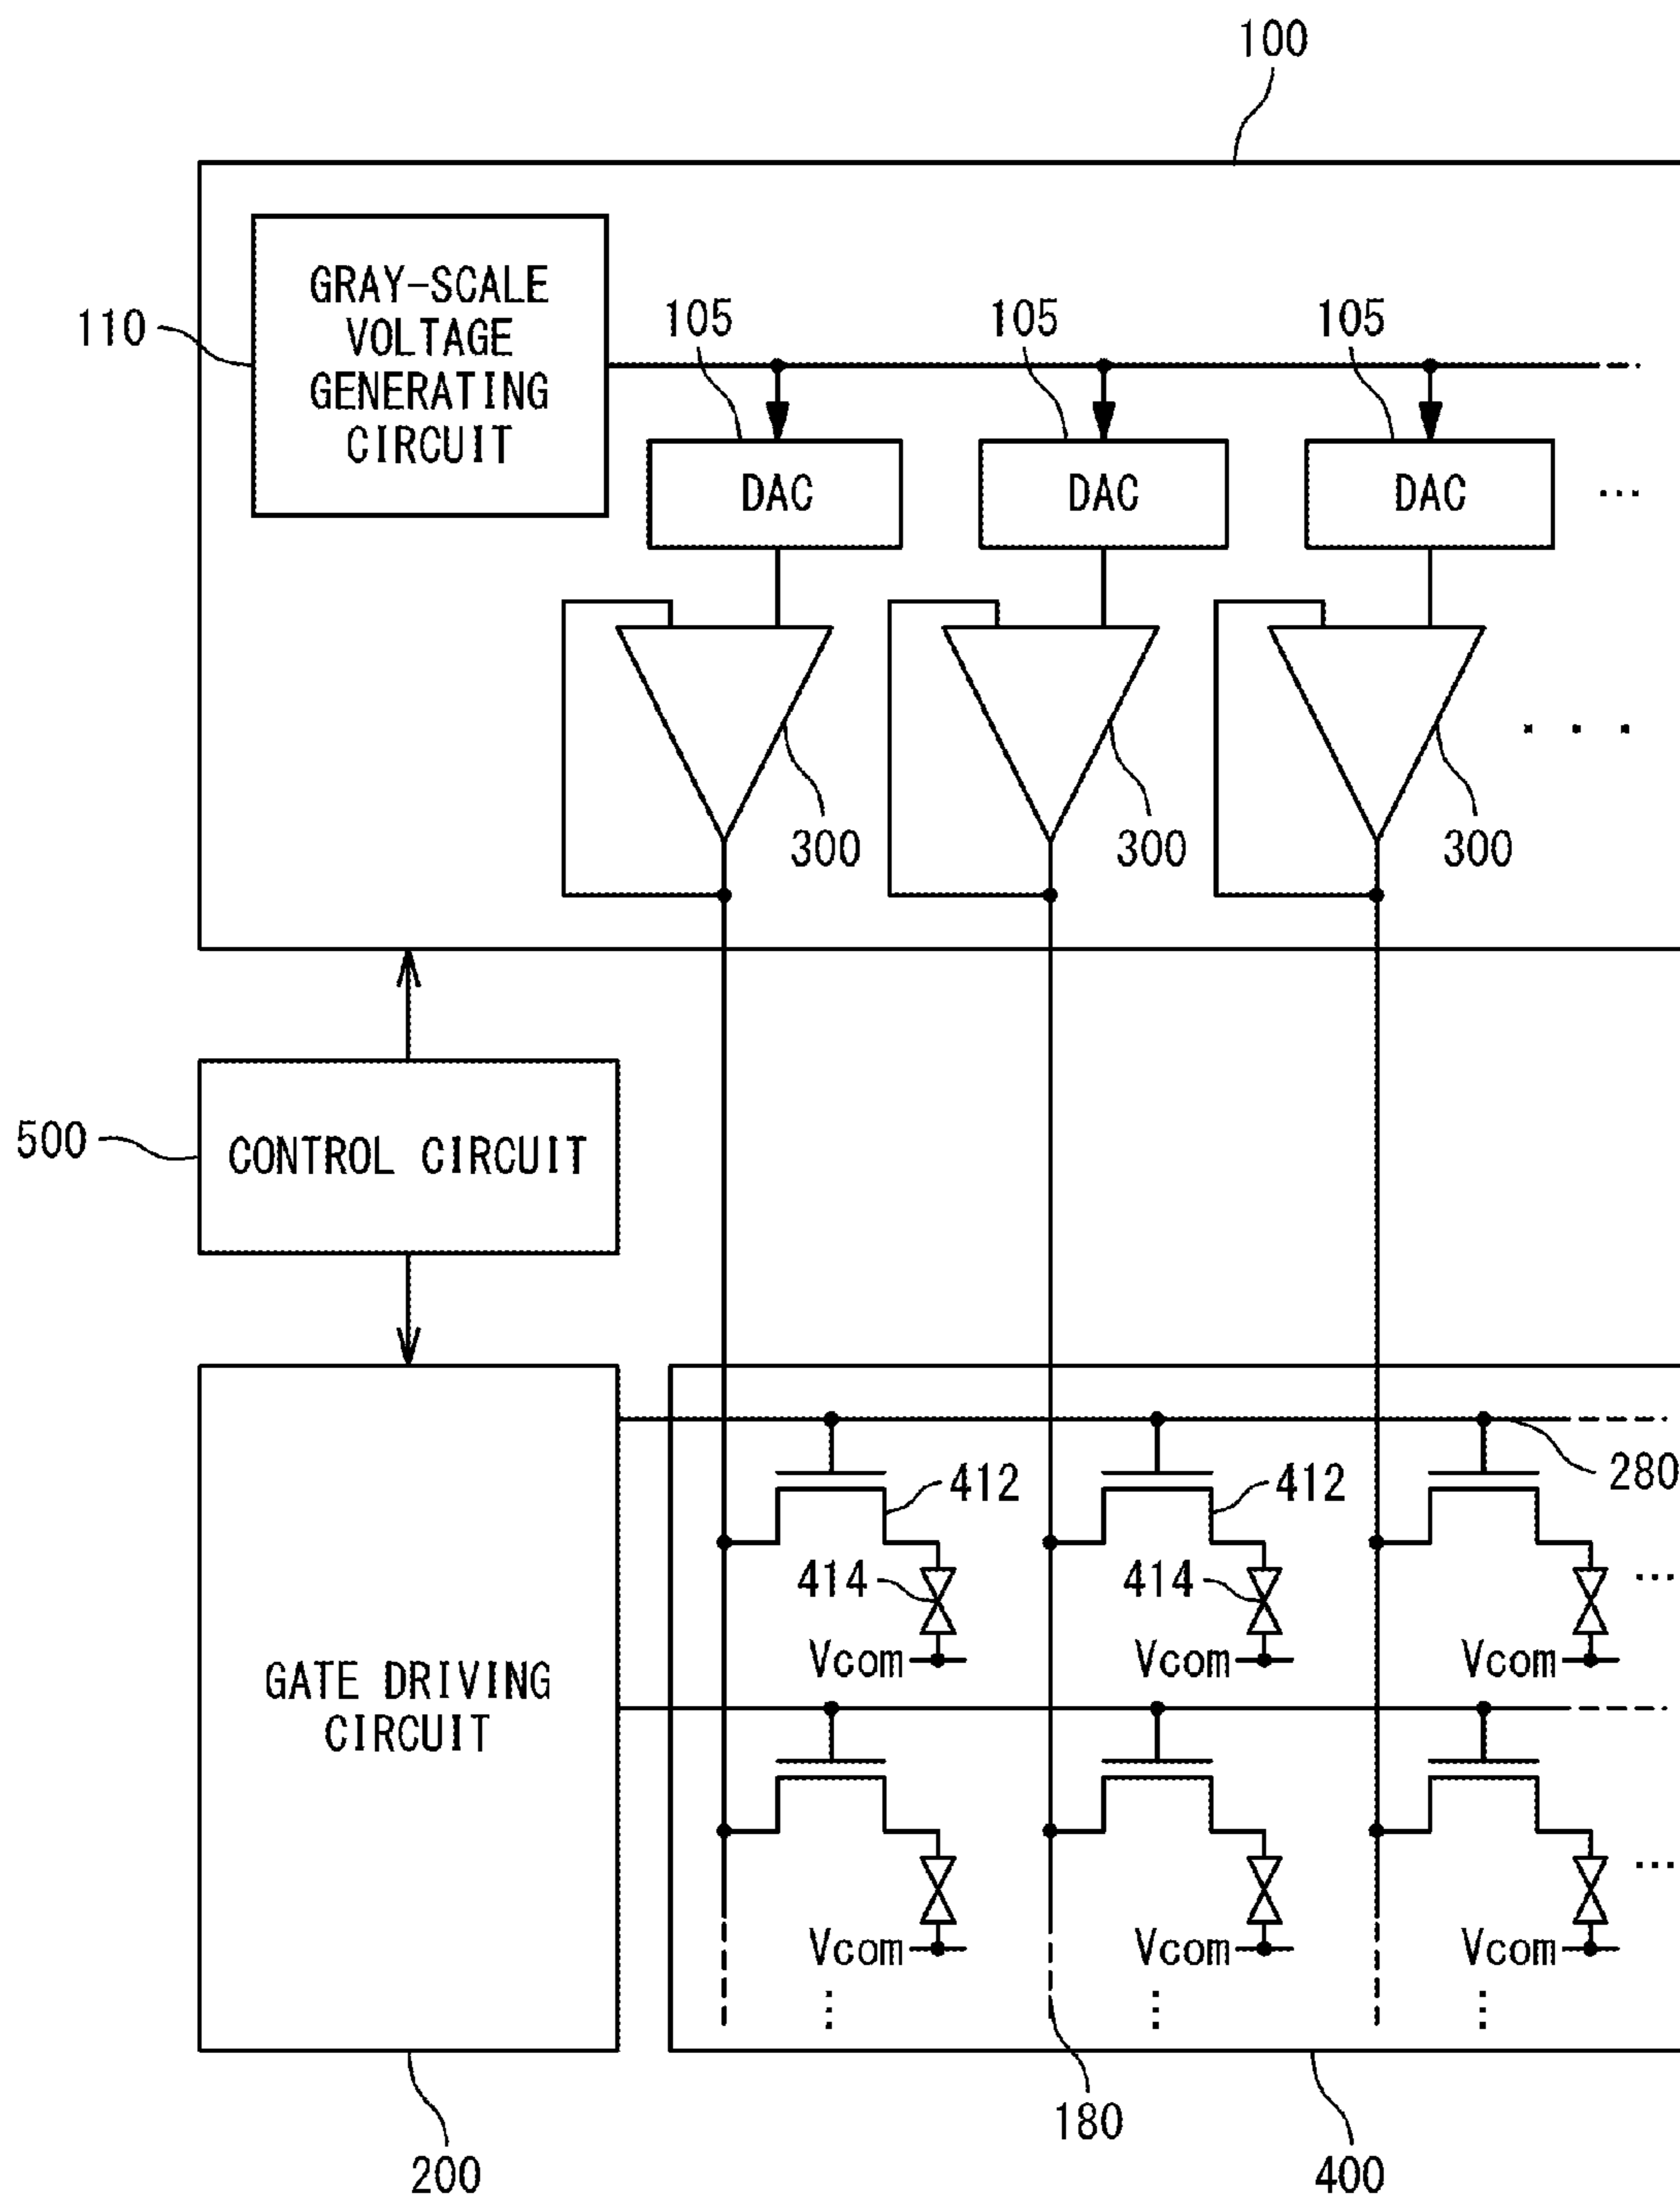 100
GRAY-SCALE
VOLTAGE
GENERATING
CIRCUIT
110
105
105
105
DAC
DAC
DAC
...
. . .
300
300
300
500
CONTROL CIRCUIT
280
412
412
414
414
...
Vcom
Vcom
Vcom
GATE DRIVING
CIRCUIT
...
Vcom
Vcom
Vcom
180
200
400